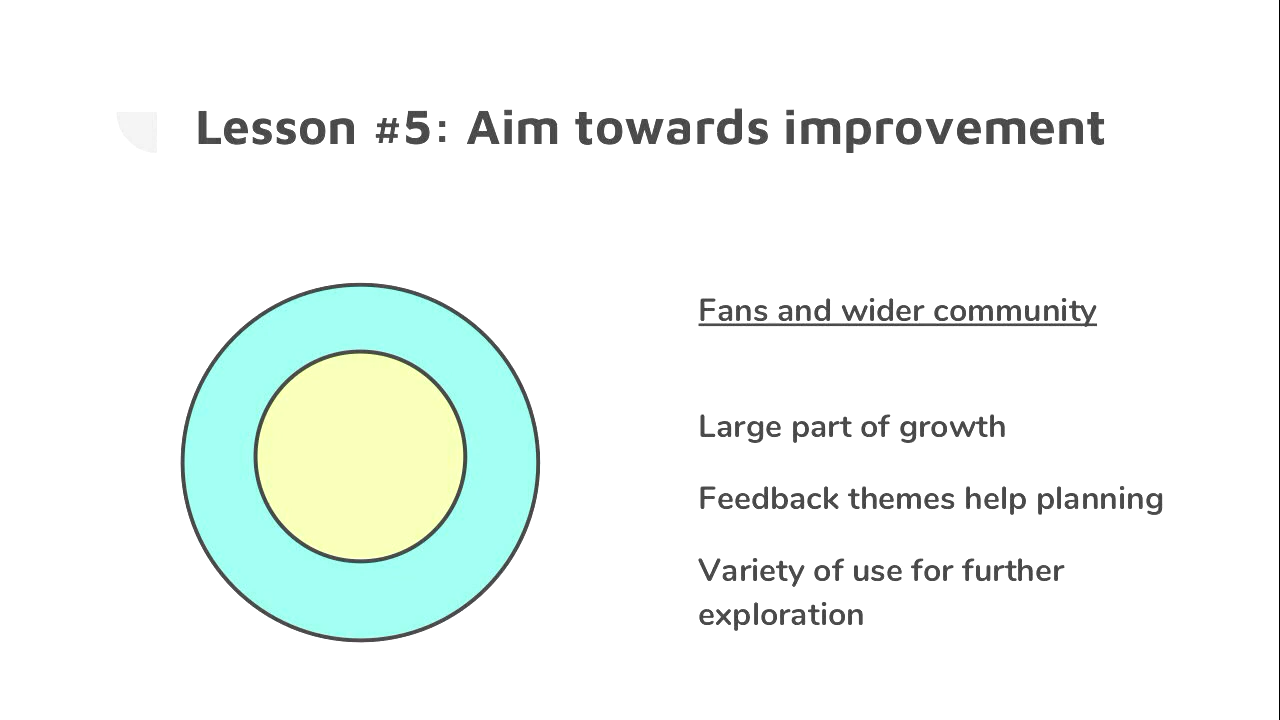 Lesson #5: Aim towards improvement
Fans and wider community
Large part of growth
Feedback themes help planning
Variety of use for further
exploration